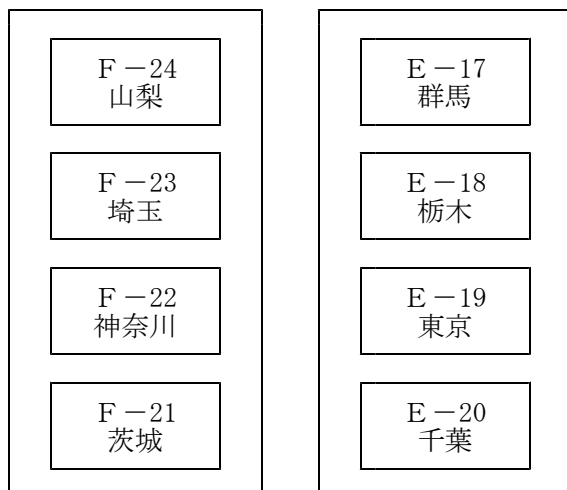 F－24
山梨
F－23
埼玉
F－22
神奈川
F－21
茨城
E－17
群馬
E－18
栃木
E－19
東京
E－20
千葉